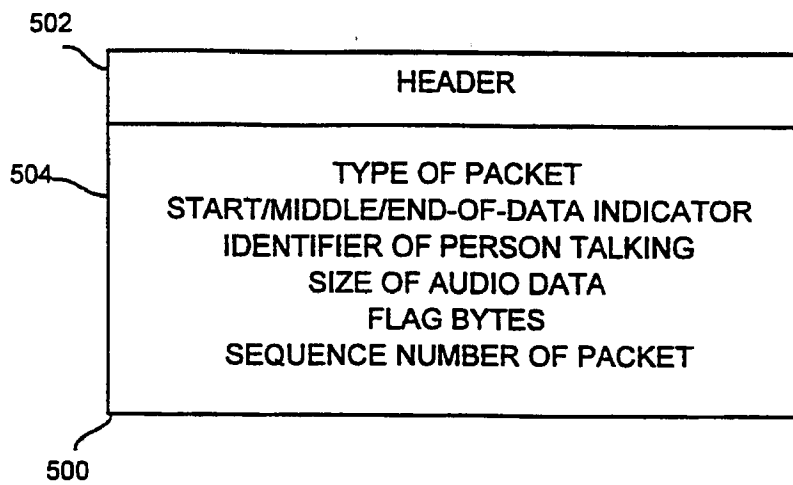 502
HEADER
504
TYPE OF PACKET
START/MIDDLE/END-OF-DATA INDICATOR
IDENTIFIER OF PERSON TALKING
SIZE OF AUDIO DATA
FLAG BYTES
SEQUENCE NUMBER OF PACKET
500